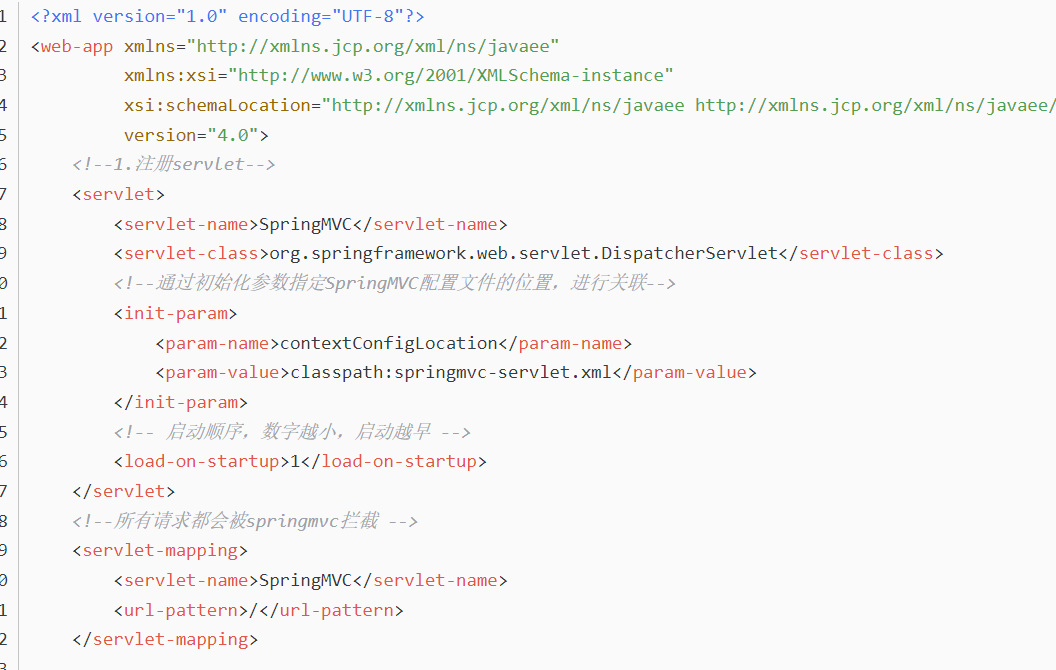 1 <?xml version="1.0" encoding="UTF-8"?>
2 <web-app xmlns="http://xmlns.jcp.org/xml/ns/javaee"
3 xmlns:xsi="http://www.w3.org/2001/XMLSchema-instance"
4 xsi:schemaLocation="http://xmlns.jcp.org/xml/ns/javaee http://xmlns.jcp.org/xml/ns/javaee/
5 version="4.0">
6 <!--1.注册servlet-->
7 <servlet>
8 <servlet-name>SpringMVC</servlet-name>
9 <servlet-class>org.springframework.web.servlet.DispatcherServlet</servlet-class>
0 <!--通过初始化参数指定SpringMVC配置文件的位置，进行关联-->
1 <init-param>
2 <param-name>contextConfigLocation</param-name>
3 <param-value>classpath:springmvc-servlet.xml</param-value>
4 </init-param>
5 <!-- 启动顺序，数字越小，启动越早 -->
6 <load-on-startup>1</load-on-startup>
7 </servlet>
8 <!--所有请求都会被springmvc拦截 -->
9 <servlet-mapping>
0 <servlet-name>SpringMVC</servlet-name>
1 <url-pattern>/</url-pattern>
2 </servlet-mapping>
3